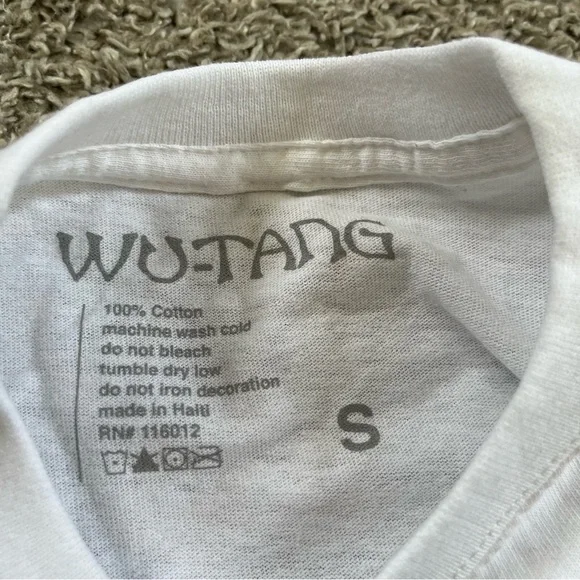 WU-TANG
100% Cotton
machine wash cold
do not bleach
tumble dry low
do not iron decoration
made in Haiti
RN# 116012
S